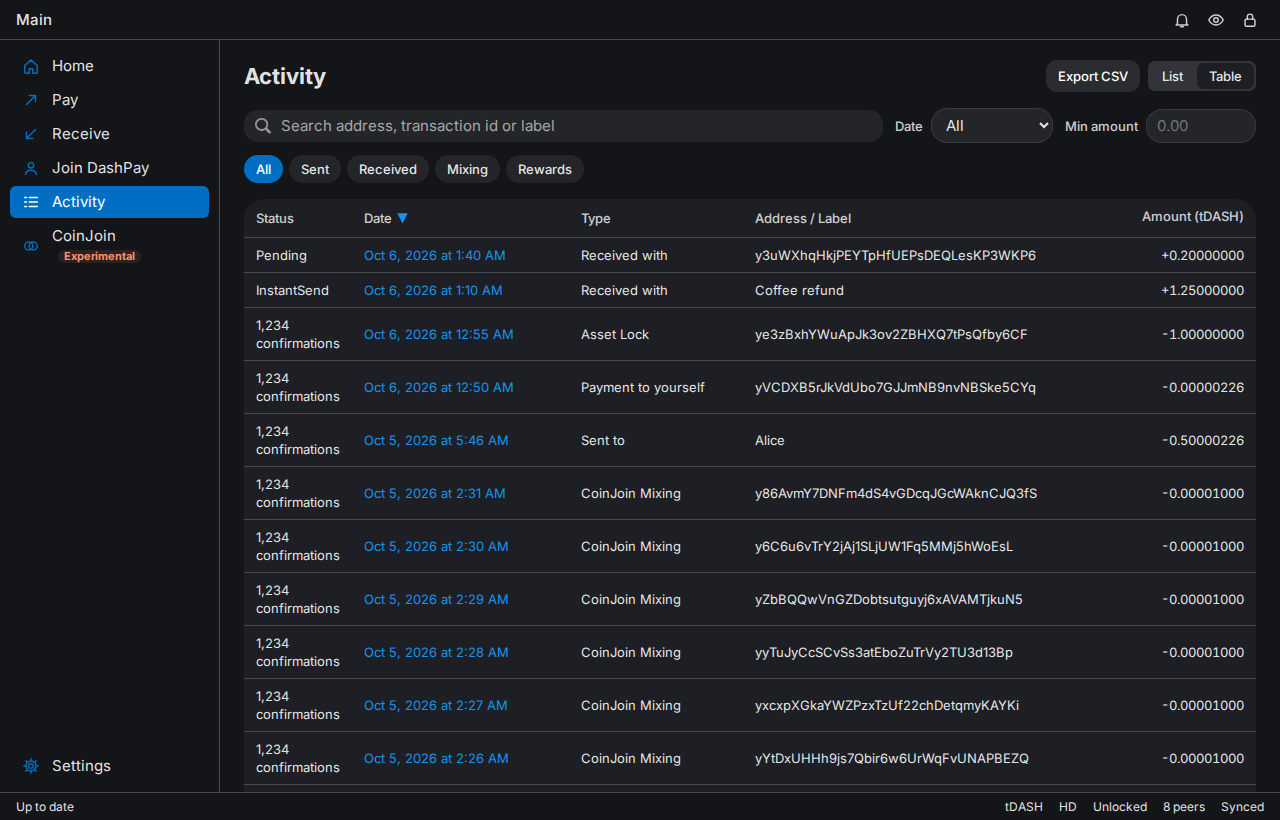 Main
Home
Pay
Receive
Join DashPay
Activity
CoinJoin
Experimental
Settings
Activity
Export CSV
List
Table
Search address, transaction id or label
Date
All
Min amount
0.00
All
Sent
Received
Mixing
Rewards
Status Date ▼ Type Address / Label Amount (tDASH)
Pending Oct 6, 2026 at 1:40 AM Received with y3uWXhqHkjPEYTpHfUEPsDEQLesKP3WKP6 +0.20000000
InstantSend Oct 6, 2026 at 1:10 AM Received with Coffee refund +1.25000000
1,234 confirmations Oct 6, 2026 at 12:55 AM Asset Lock ye3zBxhYWuApJk3ov2ZBHXQ7tPsQfby6CF -1.00000000
1,234 confirmations Oct 6, 2026 at 12:50 AM Payment to yourself yVCDXB5rJkVdUbo7GJJmNB9nvNBSke5CYq -0.00000226
1,234 confirmations Oct 5, 2026 at 5:46 AM Sent to Alice -0.50000226
1,234 confirmations Oct 5, 2026 at 2:31 AM CoinJoin Mixing y86AvmY7DNFm4dS4vGDcqJGcWAknCJQ3fS -0.00001000
1,234 confirmations Oct 5, 2026 at 2:30 AM CoinJoin Mixing y6C6u6vTrY2jAj1SLjUW1Fq5MMj5hWoEsL -0.00001000
1,234 confirmations Oct 5, 2026 at 2:29 AM CoinJoin Mixing yZbBQQwVnGZDobtsutguyj6xAVAMTjkuN5 -0.00001000
1,234 confirmations Oct 5, 2026 at 2:28 AM CoinJoin Mixing yyTuJyCcSCvSs3atEboZuTrVy2TU3d13Bp -0.00001000
1,234 confirmations Oct 5, 2026 at 2:27 AM CoinJoin Mixing yxcxpXGkaYWZPzxTzUf22chDetqmyKAYKi -0.00001000
1,234 confirmations Oct 5, 2026 at 2:26 AM CoinJoin Mixing yYtDxUHHh9js7Qbir6w6UrWqFvUNAPBEZQ -0.00001000
Up to date
tDASH
HD
Unlocked
8 peers
Synced